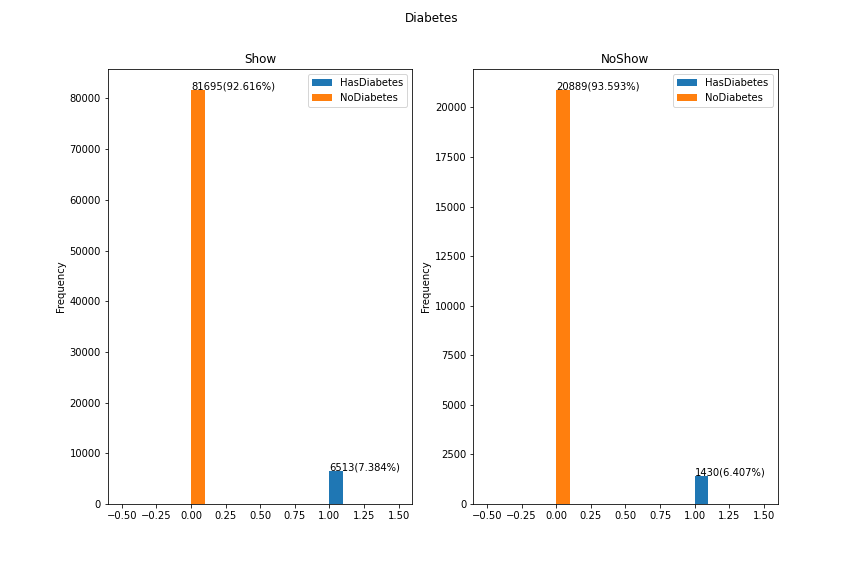 Diabetes
Show
HasDiabetes
NoDiabetes
81695(92.616%)
6513(7.384%)
Frequency
80000
70000
60000
50000
40000
30000
20000
10000
0
−0.50 −0.25 0.00 0.25 0.50 0.75 1.00 1.25 1.50
NoShow
HasDiabetes
NoDiabetes
20889(93.593%)
1430(6.407%)
Frequency
20000
17500
15000
12500
10000
7500
5000
2500
0
−0.50 −0.25 0.00 0.25 0.50 0.75 1.00 1.25 1.50